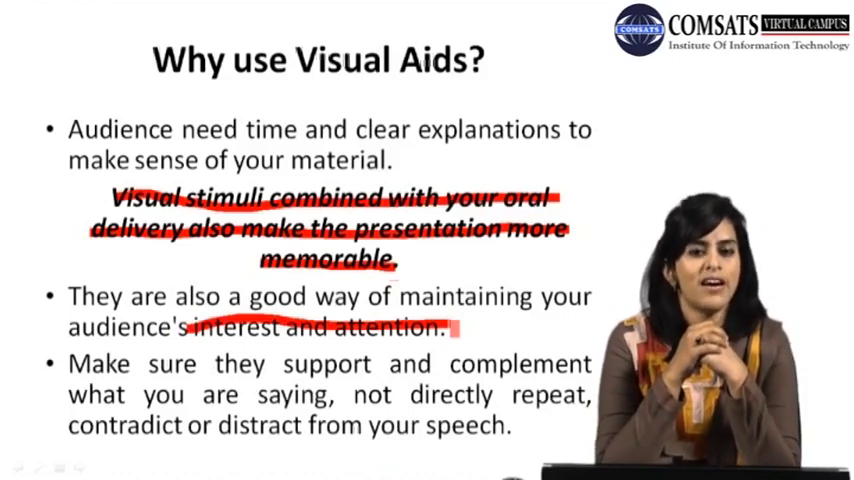 COMSATS VIRTUAL CAMPUS
Institute Of Information Technology
COMSATS
Why use Visual Aids?
• Audience need time and clear explanations to
make sense of your material.
Visual stimuli combined with your oral
delivery also make the presentation more
memorable.
• They are also a good way of maintaining your
audience's interest and attention.
• Make sure they support and complement
what you are saying, not directly repeat,
contradict or distract from your speech.